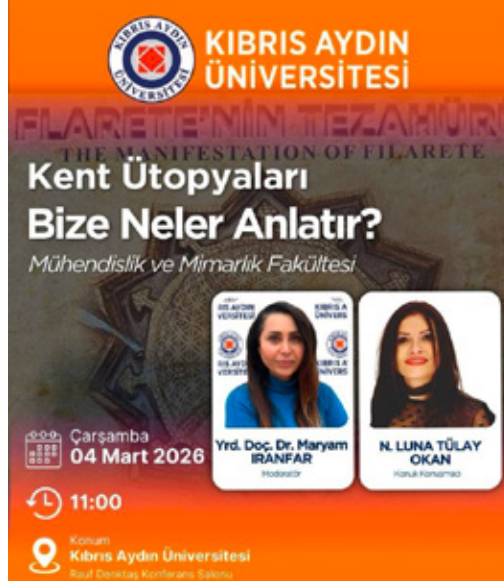 KIBRIS AYDIN
ÜNİVERSİTESİ
FLARETE'NİN TEZAHÜR
THE MANIFESTATION OF FILARETE
Kent Ütopyaları
Bize Neler Anlatır?
Mühendislik ve Mimarlık Fakültesi
Yrd. Doç. Dr. Maryam
IRANFAR
Moderatör
N. LUNA TÜLAY
OKAN
Konuk Konuşmacı
Çarşamba
04 Mart 2026
11:00
Konum
Kıbrıs Aydın Üniversitesi
Rauf Denktaş Konferans Salonu